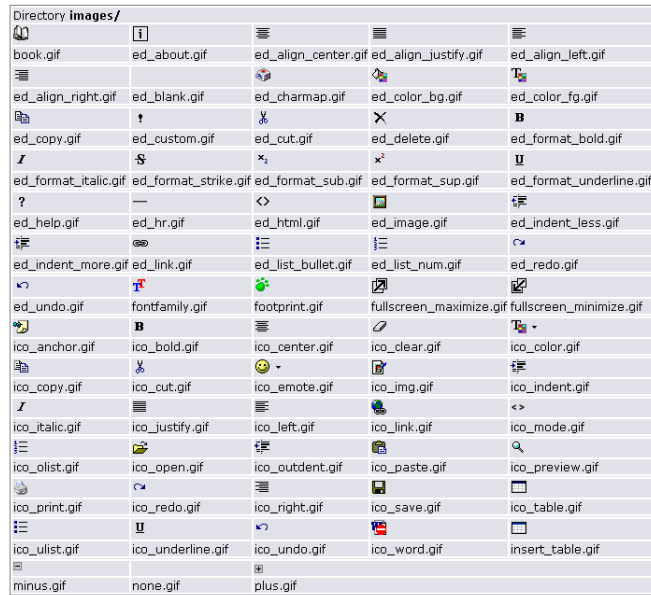 Directory images/
book.gif ed_about.gif ed_align_center.gif ed_align_justify.gif ed_align_left.gif
ed_align_right.gif ed_blank.gif ed_charmap.gif ed_color_bg.gif ed_color_fg.gif
ed_copy.gif ed_custom.gif ed_cut.gif ed_delete.gif ed_format_bold.gif
ed_format_italic.gif ed_format_strike.gif ed_format_sub.gif ed_format_sup.gif ed_format_underline.gif
ed_help.gif ed_hr.gif ed_html.gif ed_image.gif ed_indent_less.gif
ed_indent_more.gif ed_link.gif ed_list_bullet.gif ed_list_num.gif ed_redo.gif
ed_undo.gif fontfamily.gif footprint.gif fullscreen_maximize.gif fullscreen_minimize.gif
ico_anchor.gif ico_bold.gif ico_center.gif ico_clear.gif ico_color.gif
ico_copy.gif ico_cut.gif ico_emote.gif ico_img.gif ico_indent.gif
ico_italic.gif ico_justify.gif ico_left.gif ico_link.gif ico_mode.gif
ico_olist.gif ico_open.gif ico_outdent.gif ico_paste.gif ico_preview.gif
ico_print.gif ico_redo.gif ico_right.gif ico_save.gif ico_table.gif
ico_ulist.gif ico_underline.gif ico_undo.gif ico_word.gif insert_table.gif
minus.gif none.gif plus.gif